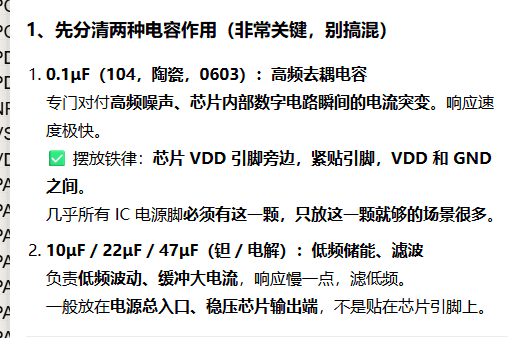 1、先分清两种电容作用（非常关键，别搞混）
1. 0.1μF（104，陶瓷，0603）：高频去耦电容
专门对付高频噪声、芯片内部数字电路瞬间的电流突变。响应速
度极快。
✅ 摆放铁律：芯片 VDD 引脚旁边，紧贴引脚，VDD 和 GND
之间。
几乎所有 IC 电源脚必须有这一颗，只放这一颗就够的场景很多。
2. 10μF / 22μF / 47μF（钽 / 电解）：低频储能、滤波
负责低频波动、缓冲大电流，响应慢一点，滤低频。
一般放在电源总入口、稳压芯片输出端，不是贴在芯片引脚上。